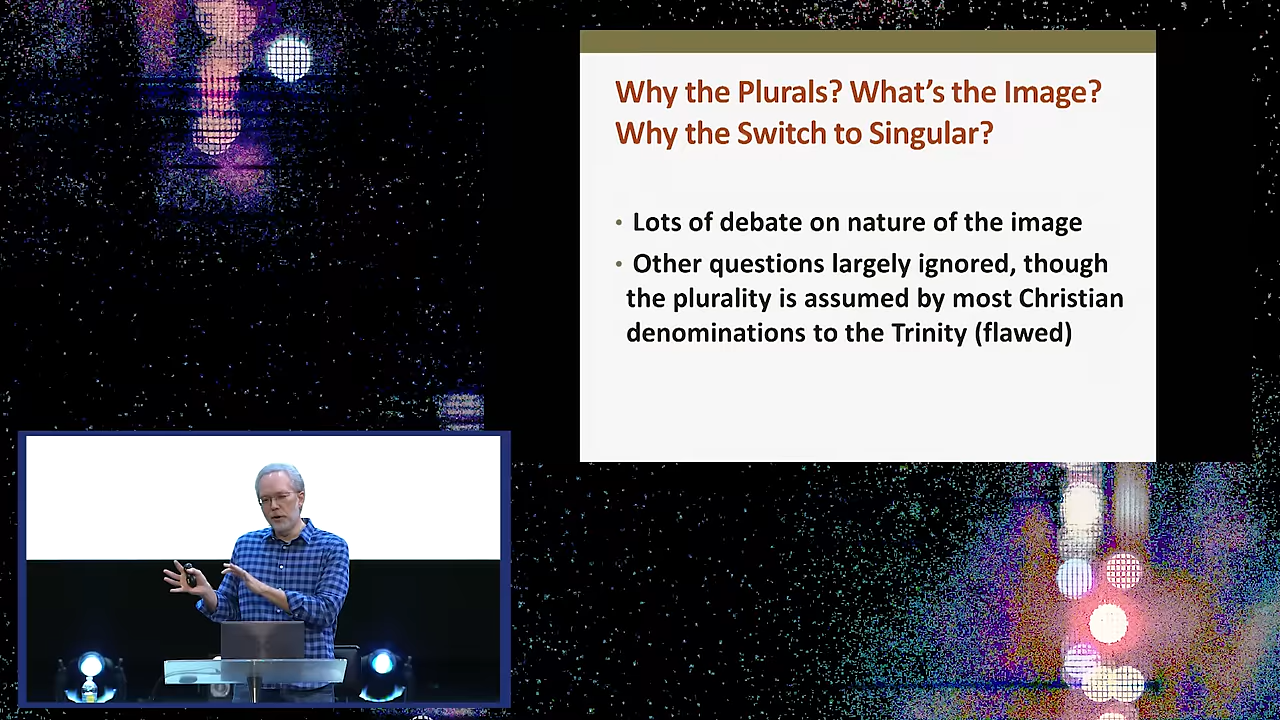 Why the Plurals? What's the Image?
Why the Switch to Singular?
• Lots of debate on nature of the image
• Other questions largely ignored, though
the plurality is assumed by most Christian
denominations to the Trinity (flawed)